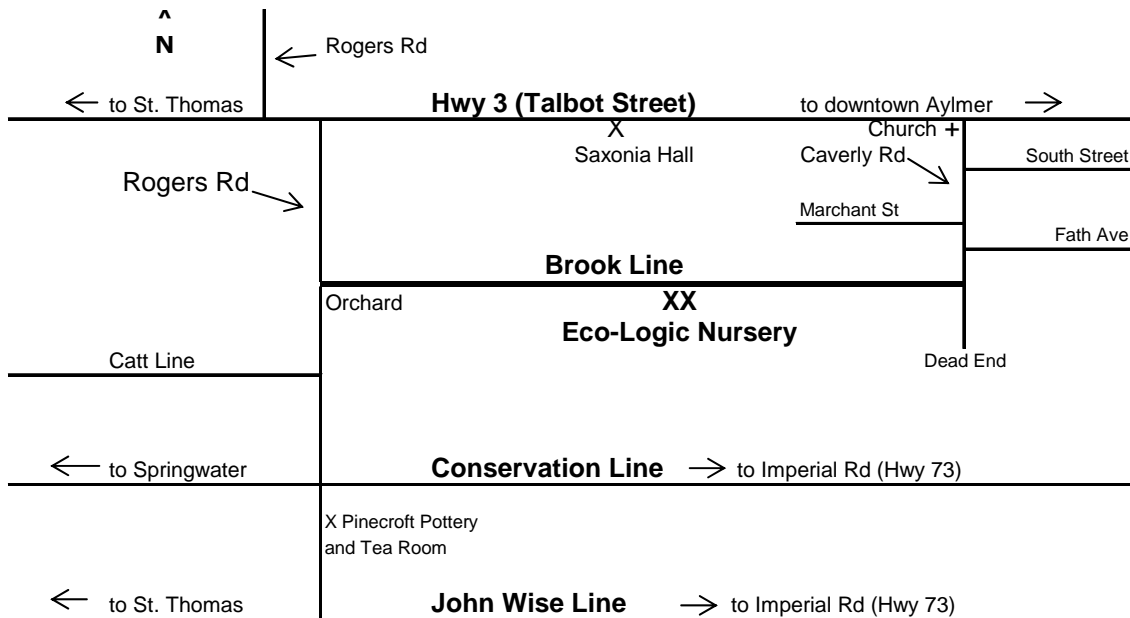 ^
N
Rogers Rd
to St. Thomas
Hwy 3 (Talbot Street)
to downtown Aylmer
X
Church +
Saxonia Hall
Caverly Rd
South Street
Rogers Rd
Marchant St
Fath Ave
Brook Line
Orchard
XX
Eco-Logic Nursery
Catt Line
Dead End
to Springwater
Conservation Line
to Imperial Rd (Hwy 73)
X Pinecroft Pottery
and Tea Room
to St. Thomas
John Wise Line
to Imperial Rd (Hwy 73)